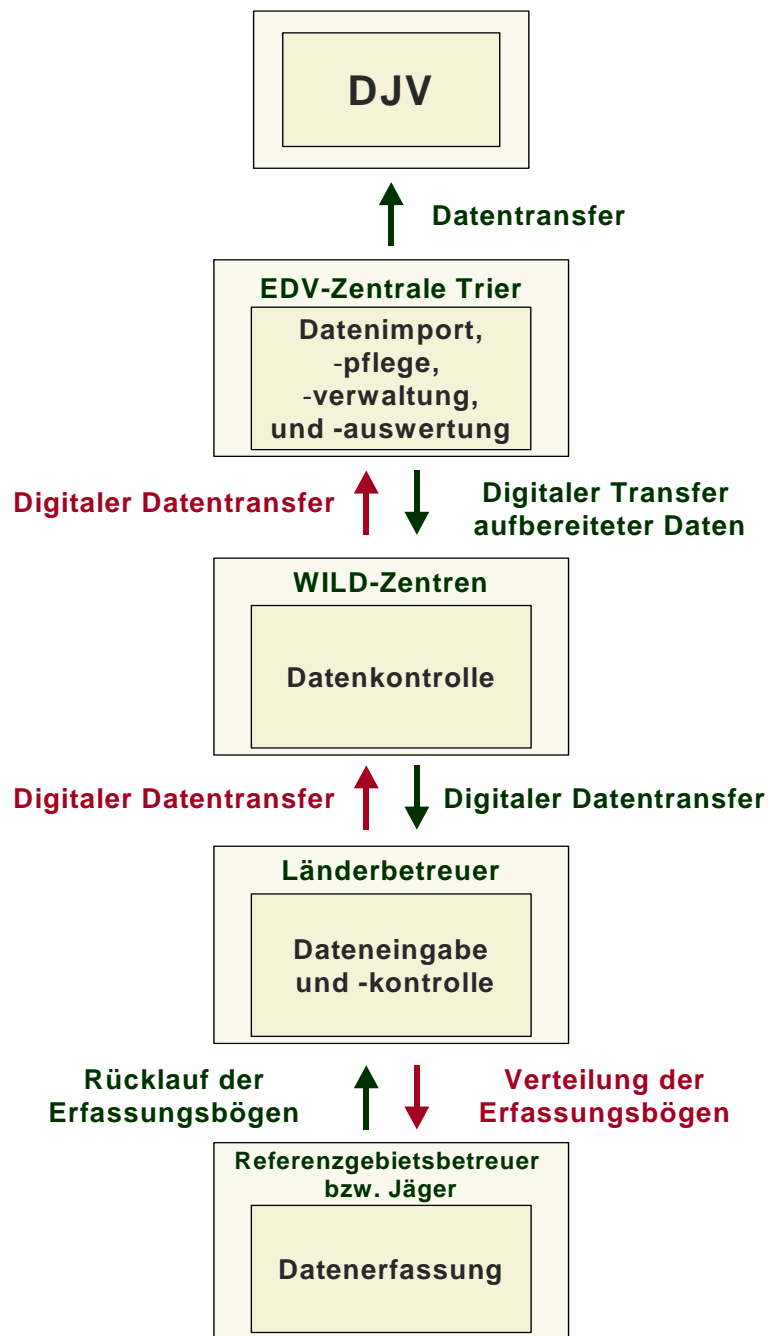 DJV
Datentransfer
EDV-Zentrale Trier
Datenimport,
-pflege,
-verwaltung,
und -auswertung
Digitaler Datentransfer
Digitaler Transfer
aufbereiteter Daten
WILD-Zentren
Datenkontrolle
Digitaler Datentransfer
Digitaler Datentransfer
Länderbetreuer
Dateneingabe
und -kontrolle
Rücklauf der
Erfassungsbögen
Verteilung der
Erfassungsbögen
Referenzgebietsbetreuer
bzw. Jäger
Datenerfassung